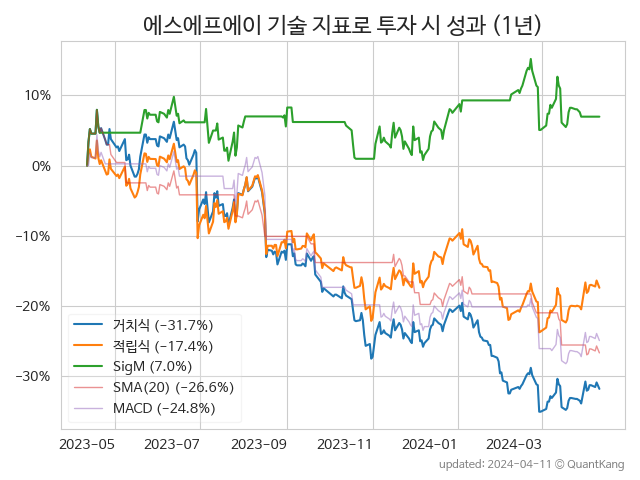 에스에프에이 기술 지표로 투자 시 성과 (1년)
10%
0%
−10%
−20%
−30%
거치식 (−31.7%)
적립식 (−17.4%)
SigM (7.0%)
SMA(20) (−26.6%)
MACD (−24.8%)
2023-05 2023-07 2023-09 2023-11 2024-01 2024-03
updated: 2024-04-11 © QuantKang